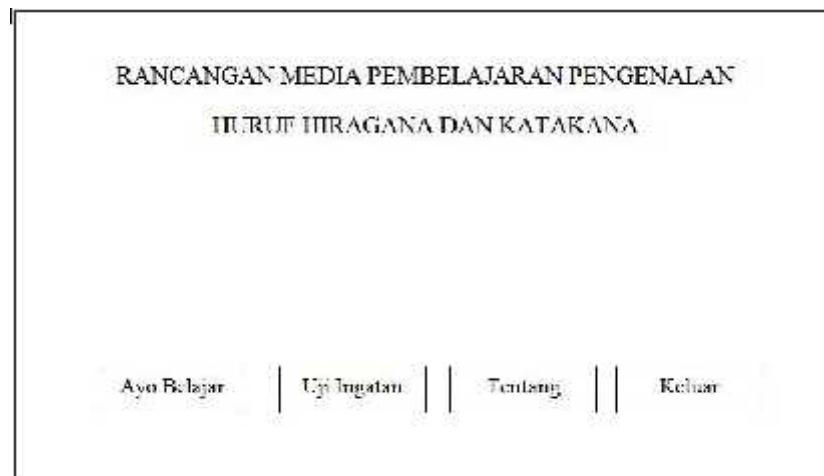 RANCANGAN MEDIA PEMBELAJARAN PENGENALAN
HURUF HIRAGANA DAN KATAKANA
Ayo Belajar Uji Ingatan Tentang Keluar